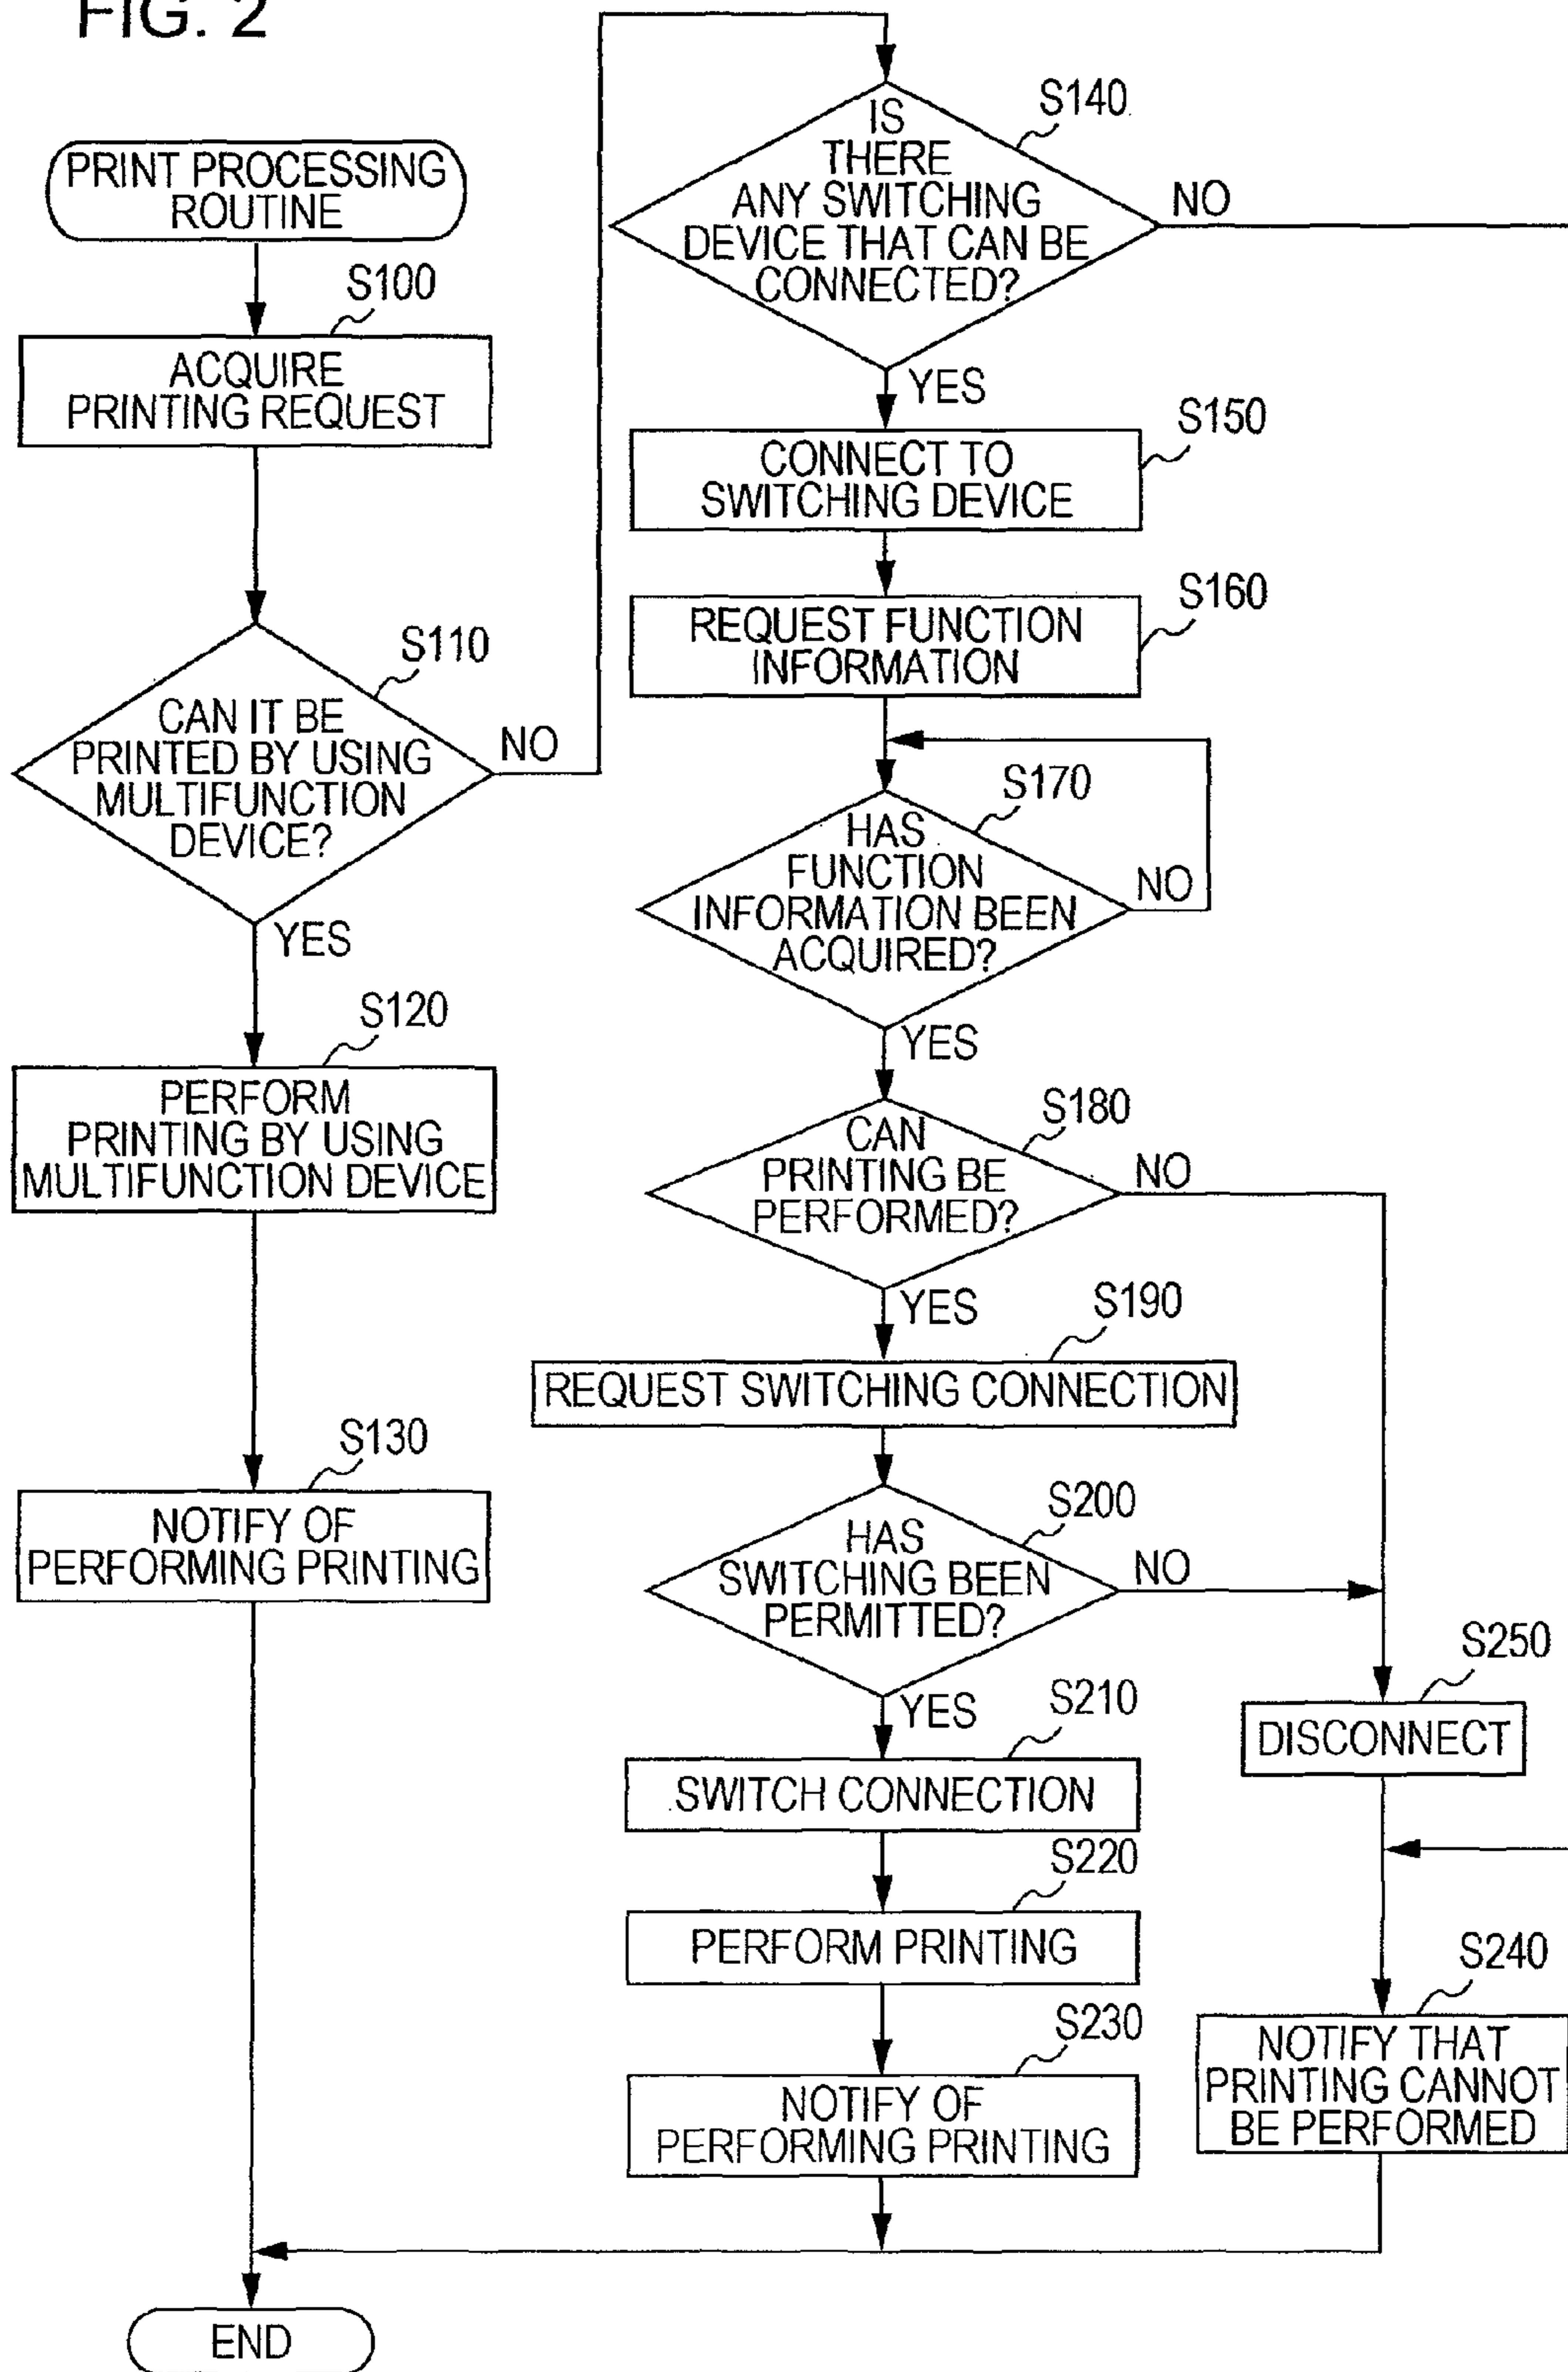 FIG. 2
PRINT PROCESSING
ROUTINE
S100
ACQUIRE
PRINTING REQUEST
S110
CAN IT BE
PRINTED BY USING
MULTIFUNCTION
DEVICE?
NO
YES
S120
PERFORM
PRINTING BY USING
MULTIFUNCTION DEVICE
S130
NOTIFY OF
PERFORMING PRINTING
S140
IS
THERE
ANY SWITCHING
DEVICE THAT CAN BE
CONNECTED?
NO
YES
S150
CONNECT TO
SWITCHING DEVICE
S160
REQUEST FUNCTION
INFORMATION
S170
HAS
FUNCTION
INFORMATION BEEN
ACQUIRED?
NO
YES
S180
CAN
PRINTING BE
PERFORMED?
NO
YES
S190
REQUEST SWITCHING CONNECTION
S200
HAS
SWITCHING BEEN
PERMITTED?
NO
YES
S210
SWITCH CONNECTION
S220
PERFORM PRINTING
S230
NOTIFY OF
PERFORMING PRINTING
S250
DISCONNECT
S240
NOTIFY THAT
PRINTING CANNOT
BE PERFORMED
END